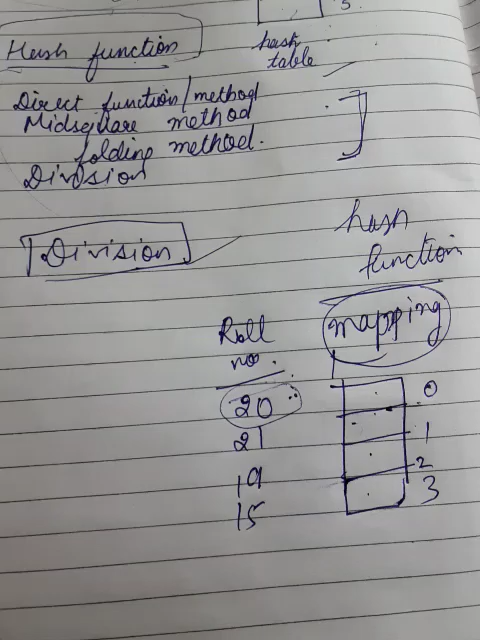 5
Hash function
hash
table
Direct function/method
Midsquare method
folding method.
Division
Division
hash
function
Roll
no.
mapping
20
0
21
1
19
2
15
3